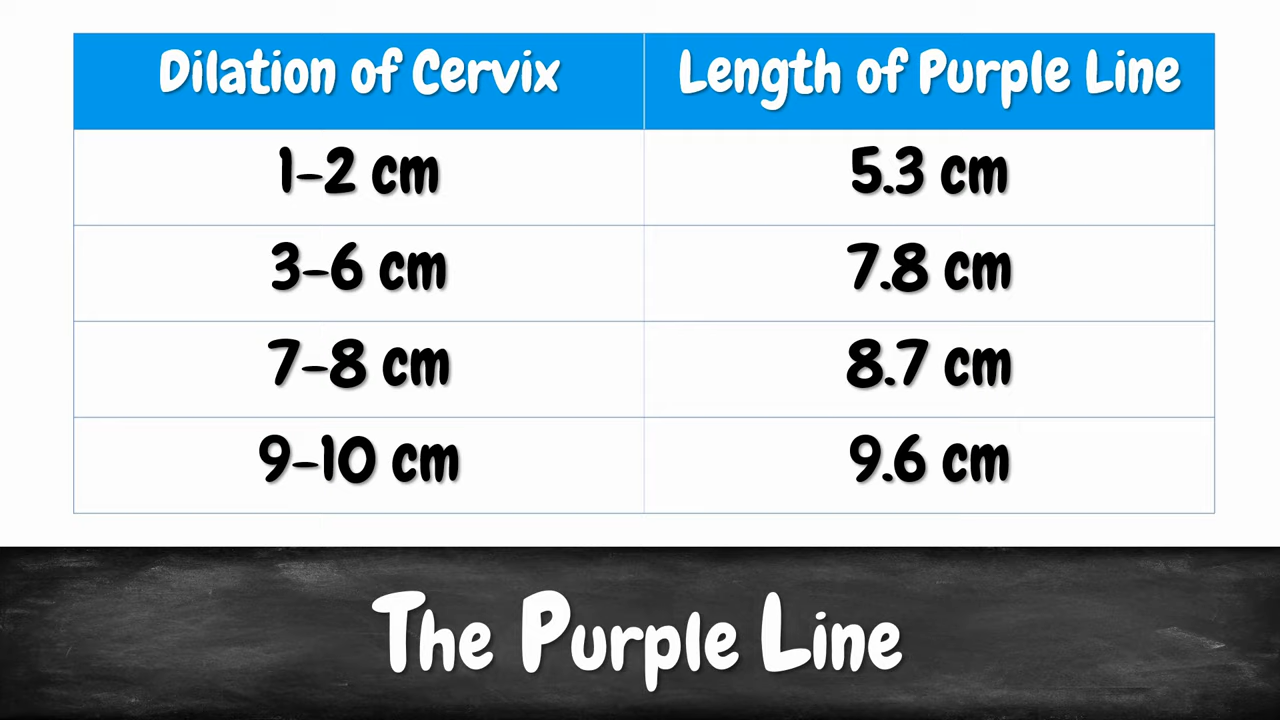 Dilation of Cervix Length of Purple Line
1-2 cm 5.3 cm
3-6 cm 7.8 cm
7-8 cm 8.7 cm
9-10 cm 9.6 cm
The Purple Line